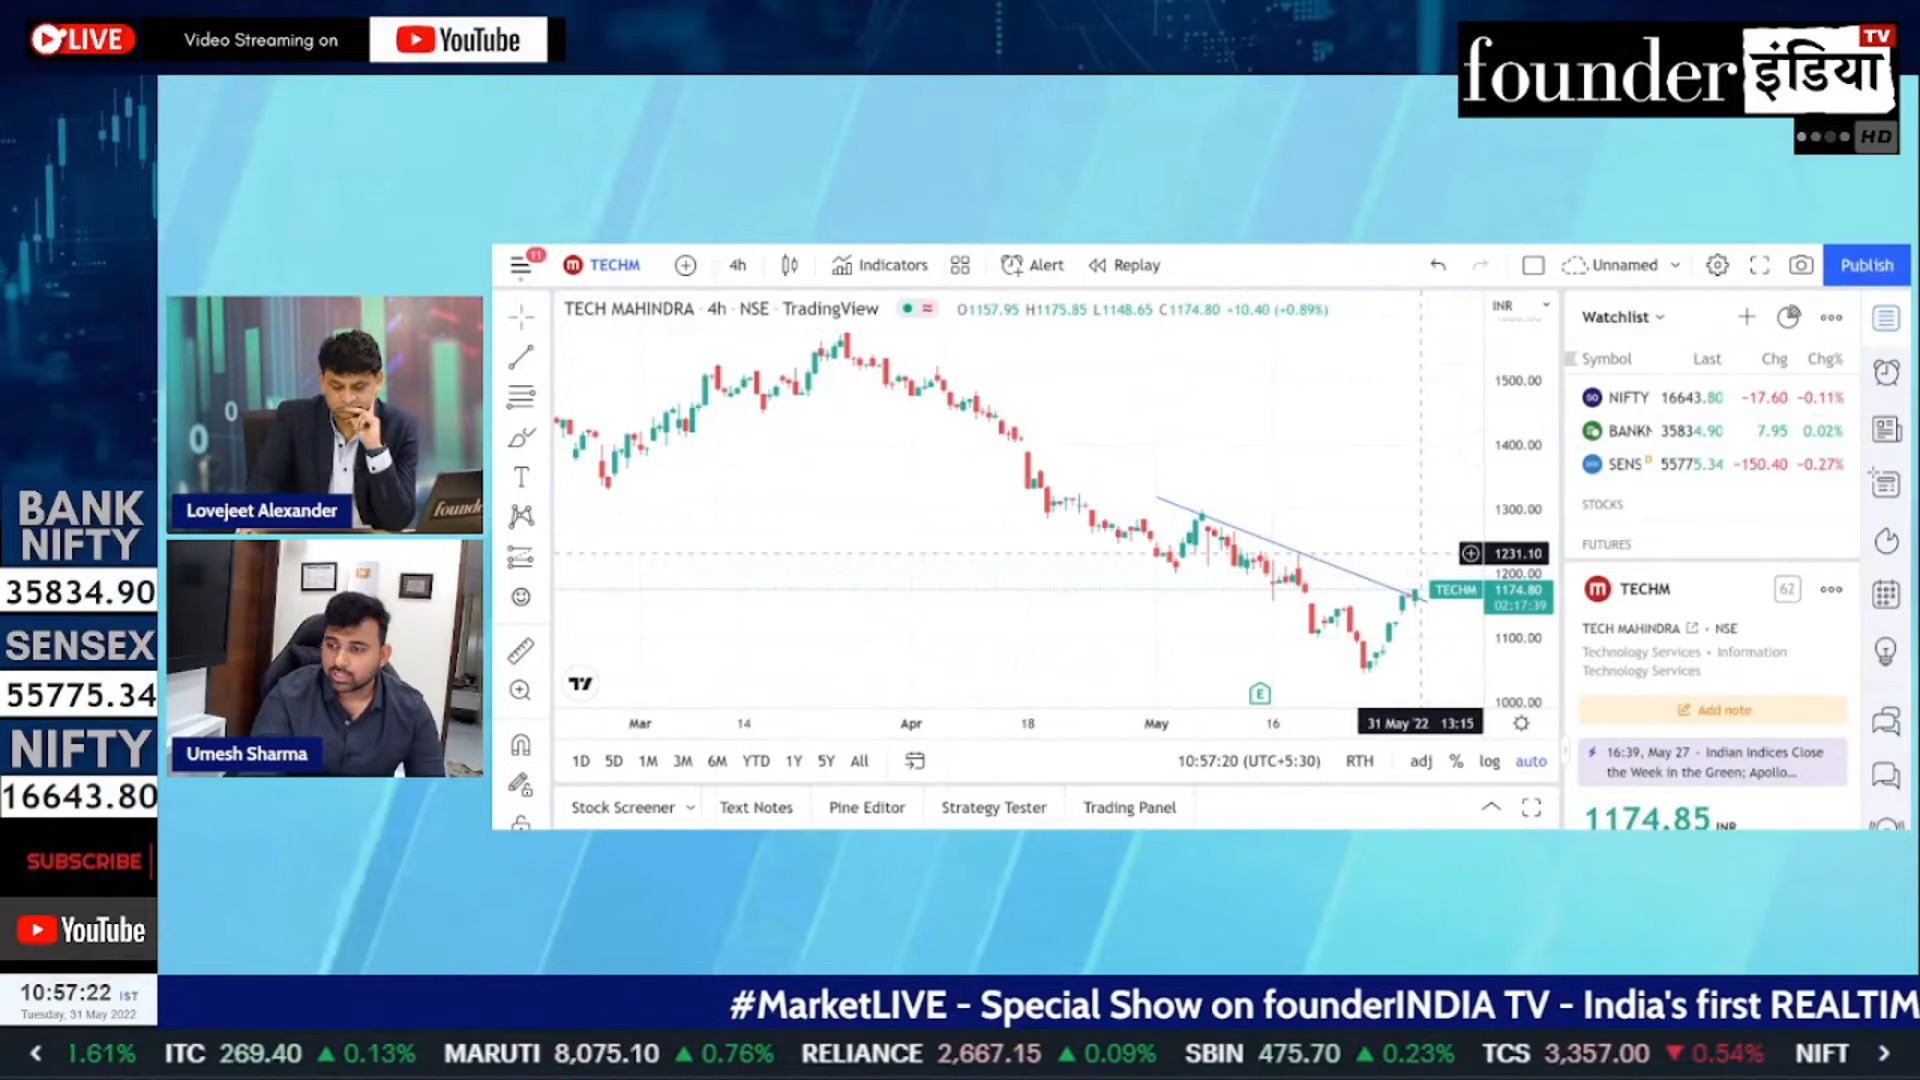 LIVE
Video Streaming on
YouTube
founder इंडिया
TV
HD
BANK
NIFTY
35834.90
SENSEX
55775.34
NIFTY
16643.80
SUBSCRIBE
YouTube
10:57:22 IST
Tuesday, 31 May 2022
Lovejeet Alexander
Umesh Sharma
11
TECHM
4h
Indicators
Alert
Replay
Unnamed
Publish
TECH MAHINDRA · 4h · NSE · TradingView
O1157.95 H1175.85 L1148.65 C1174.80 +10.40 (+0.89%)
INR
1500.00
1400.00
1300.00
1231.10
1200.00
TECHM 1174.80
02:17:39
1100.00
1000.00
E
Mar 14 Apr 18 May 16 31 May '22 13:15
1D 5D 1M 3M 6M YTD 1Y 5Y All
10:57:20 (UTC+5:30) RTH adj % log auto
Stock Screener Text Notes Pine Editor Strategy Tester Trading Panel
Watchlist
Symbol Last Chg Chg%
NIFTY 16643.80 −17.60 −0.11%
BANKN 35834.90 7.95 0.02%
SENS D 55775.34 −150.40 −0.27%
STOCKS
FUTURES
TECHM
62
TECH MAHINDRA · NSE
Technology Services · Information
Technology Services
Add note
16:39, May 27 · Indian Indices Close
the Week in the Green; Apollo...
1174.85 INR
#MarketLIVE - Special Show on founderINDIA TV - India's first REALTIM
1.61% ITC 269.40 ▲ 0.13% MARUTI 8,075.10 ▲ 0.76% RELIANCE 2,667.15 ▲ 0.09% SBIN 475.70 ▲ 0.23% TCS 3,357.00 ▼ 0.54% NIFT